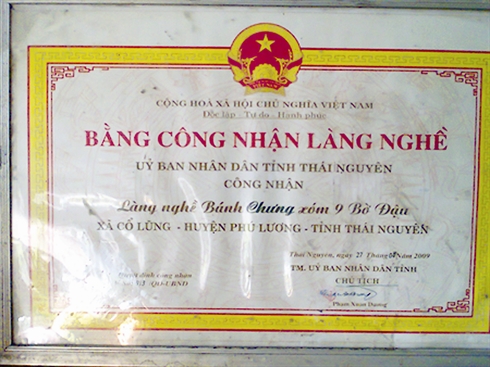 CỘNG HOÀ XÃ HỘI CHỦ NGHĨA VIỆT NAM
Độc lập - Tự do - Hạnh phúc
BẰNG CÔNG NHẬN LÀNG NGHỀ
UỶ BAN NHÂN DÂN TỈNH THÁI NGUYÊN
CÔNG NHẬN
Làng nghề Bánh Chưng xóm 9 Bờ Đậu
XÃ CỔ LŨNG - HUYỆN PHÚ LƯƠNG - TỈNH THÁI NGUYÊN
Thái Nguyên, ngày 27 tháng năm 2009
TM. UỶ BAN NHÂN DÂN TỈNH
CHỦ TỊCH
Quyết định công nhận
QĐ-UBND
Phạm Xuân Đương